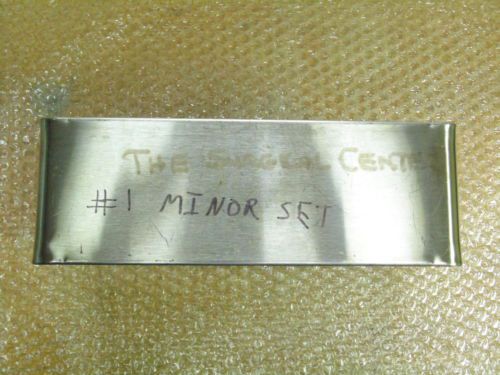 THE SURGICAL CENTER
#1 MINOR SET